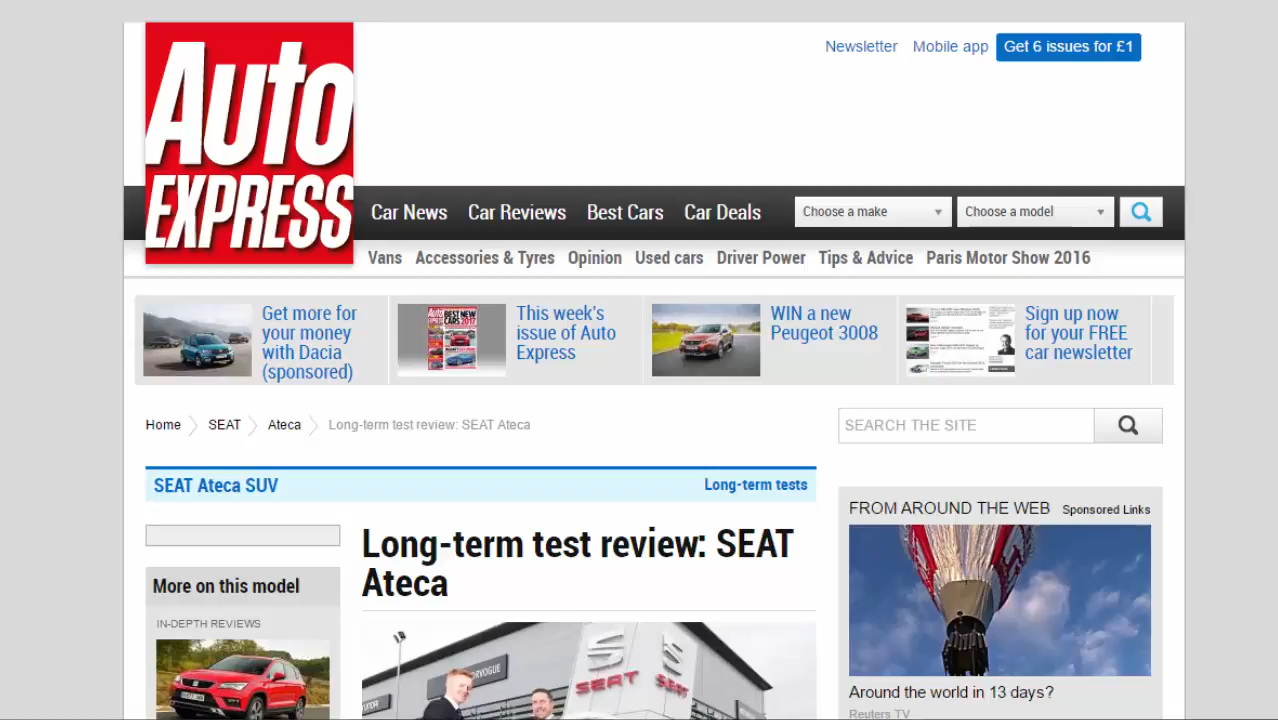 Auto
EXPRESS
Newsletter Mobile app Get 6 issues for £1
Car News Car Reviews Best Cars Car Deals Choose a make Choose a model
Vans Accessories & Tyres Opinion Used cars Driver Power Tips & Advice Paris Motor Show 2016
Get more for
your money
with Dacia
(sponsored)
BEST NEW
CARS 2017
This week's
issue of Auto
Express
WIN a new
Peugeot 3008
Sign up now
for your FREE
car newsletter
Home SEAT Ateca Long-term test review: SEAT Ateca
SEARCH THE SITE
SEAT Ateca SUV Long-term tests
Long-term test review: SEAT
Ateca
More on this model
IN-DEPTH REVIEWS
SEAT
FROM AROUND THE WEB Sponsored Links
Around the world in 13 days?
Reuters TV